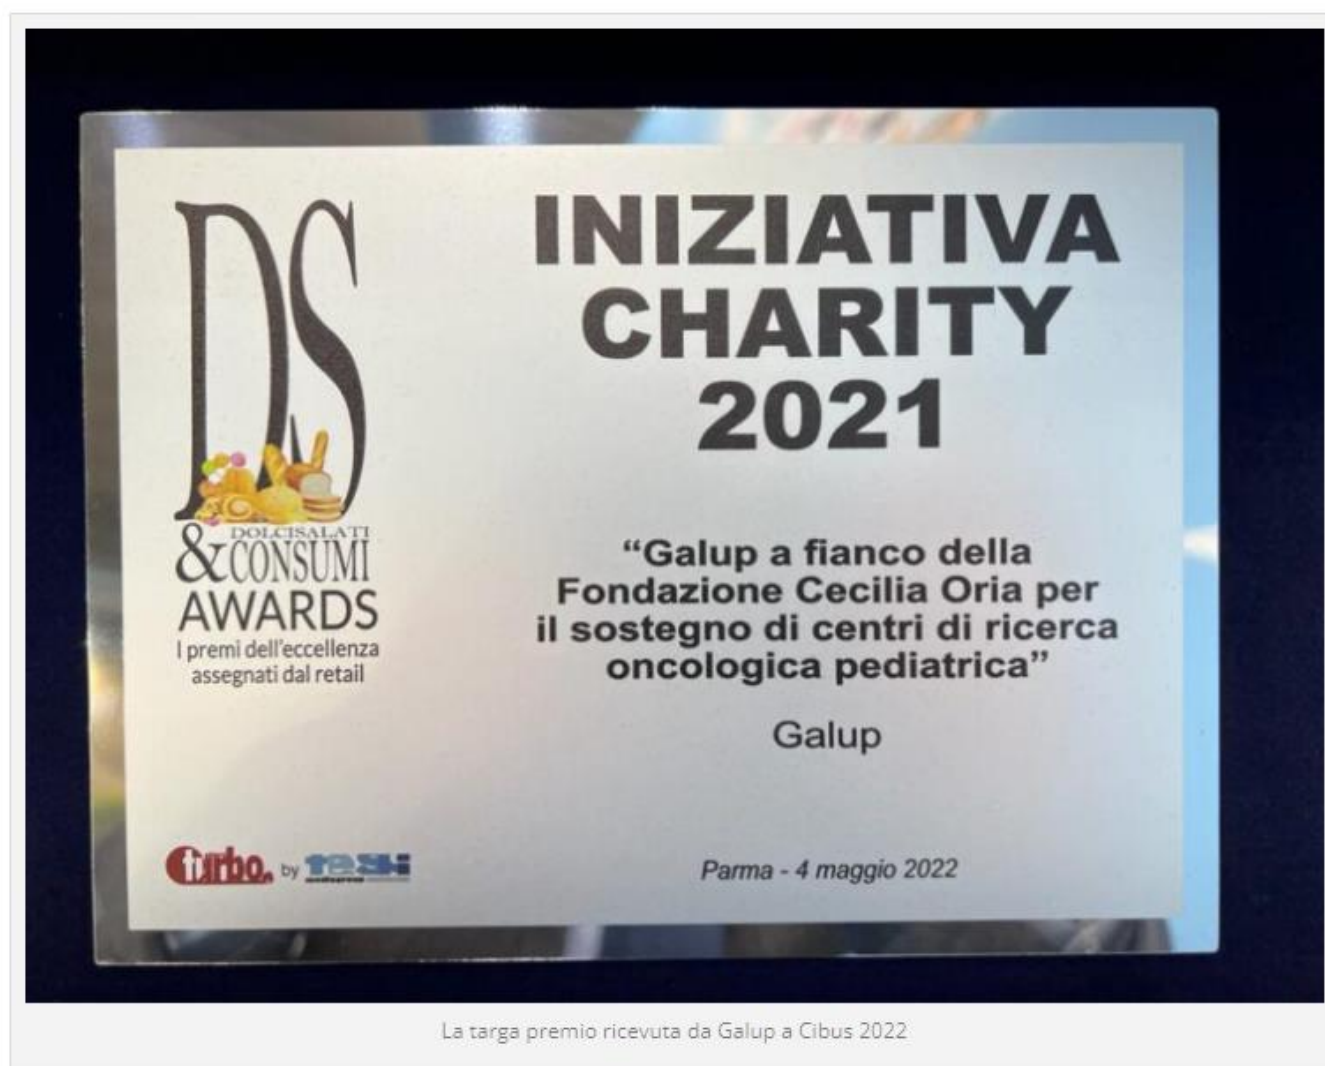 DS
DOLCISALATI
&CONSUMI
AWARDS
I premi dell'eccellenza
assegnati dal retail
INIZIATIVA
CHARITY
2021
“Galup a fianco della
Fondazione Cecilia Oria per
il sostegno di centri di ricerca
oncologica pediatrica”
Galup
turbo. by
Parma - 4 maggio 2022
La targa premio ricevuta da Galup a Cibus 2022